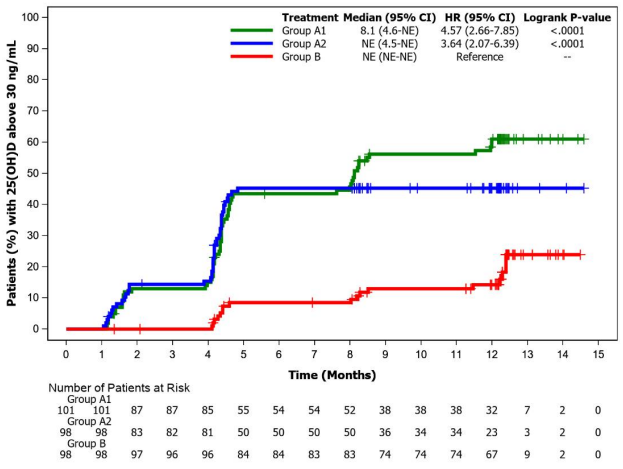 Treatment Median (95% CI) HR (95% CI) Logrank P-value
Group A1 8.1 (4.6-NE) 4.57 (2.66-7.85) <.0001
Group A2 NE (4.5-NE) 3.64 (2.07-6.39) <.0001
Group B NE (NE-NE) Reference --
Patients (%) with 25(OH)D above 30 ng/mL
100
90
80
70
60
50
40
30
20
10
0
0 1 2 3 4 5 6 7 8 9 10 11 12 13 14 15
Time (Months)
Number of Patients at Risk
Group A1
101 101 87 87 85 55 54 54 52 38 38 38 32 7 2 0
Group A2
98 98 83 82 81 50 50 50 50 36 34 34 23 3 2 0
Group B
98 98 97 96 96 84 84 83 83 74 74 74 67 9 2 0